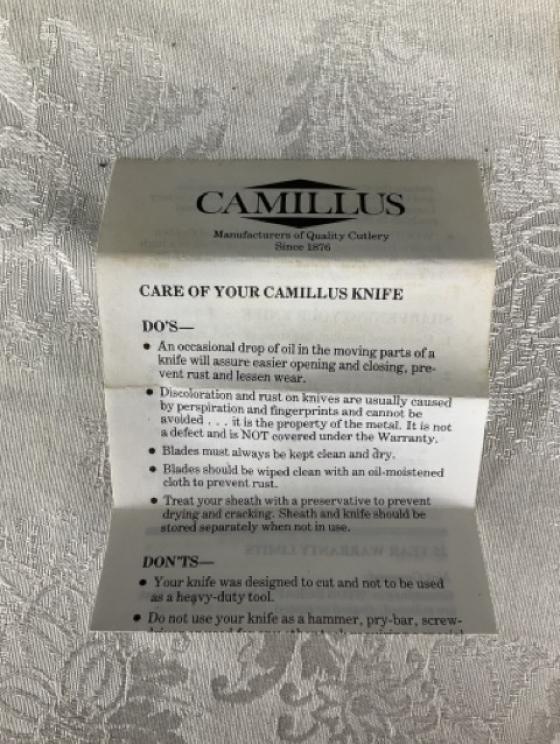 CAMILLUS
Manufacturers of Quality Cutlery
Since 1876
CARE OF YOUR CAMILLUS KNIFE
DO'S—
• An occasional drop of oil in the moving parts of a
knife will assure easier opening and closing, pre-
vent rust and lessen wear.
• Discoloration and rust on knives are usually caused
by perspiration and fingerprints and cannot be
avoided . . . it is the property of the metal. It is not
a defect and is NOT covered under the Warranty.
• Blades must always be kept clean and dry.
• Blades should be wiped clean with an oil-moistened
cloth to prevent rust.
• Treat your sheath with a preservative to prevent
drying and cracking. Sheath and knife should be
stored separately when not in use.
DON'TS—
• Your knife was designed to cut and not to be used
as a heavy-duty tool.
• Do not use your knife as a hammer, pry-bar, screw-